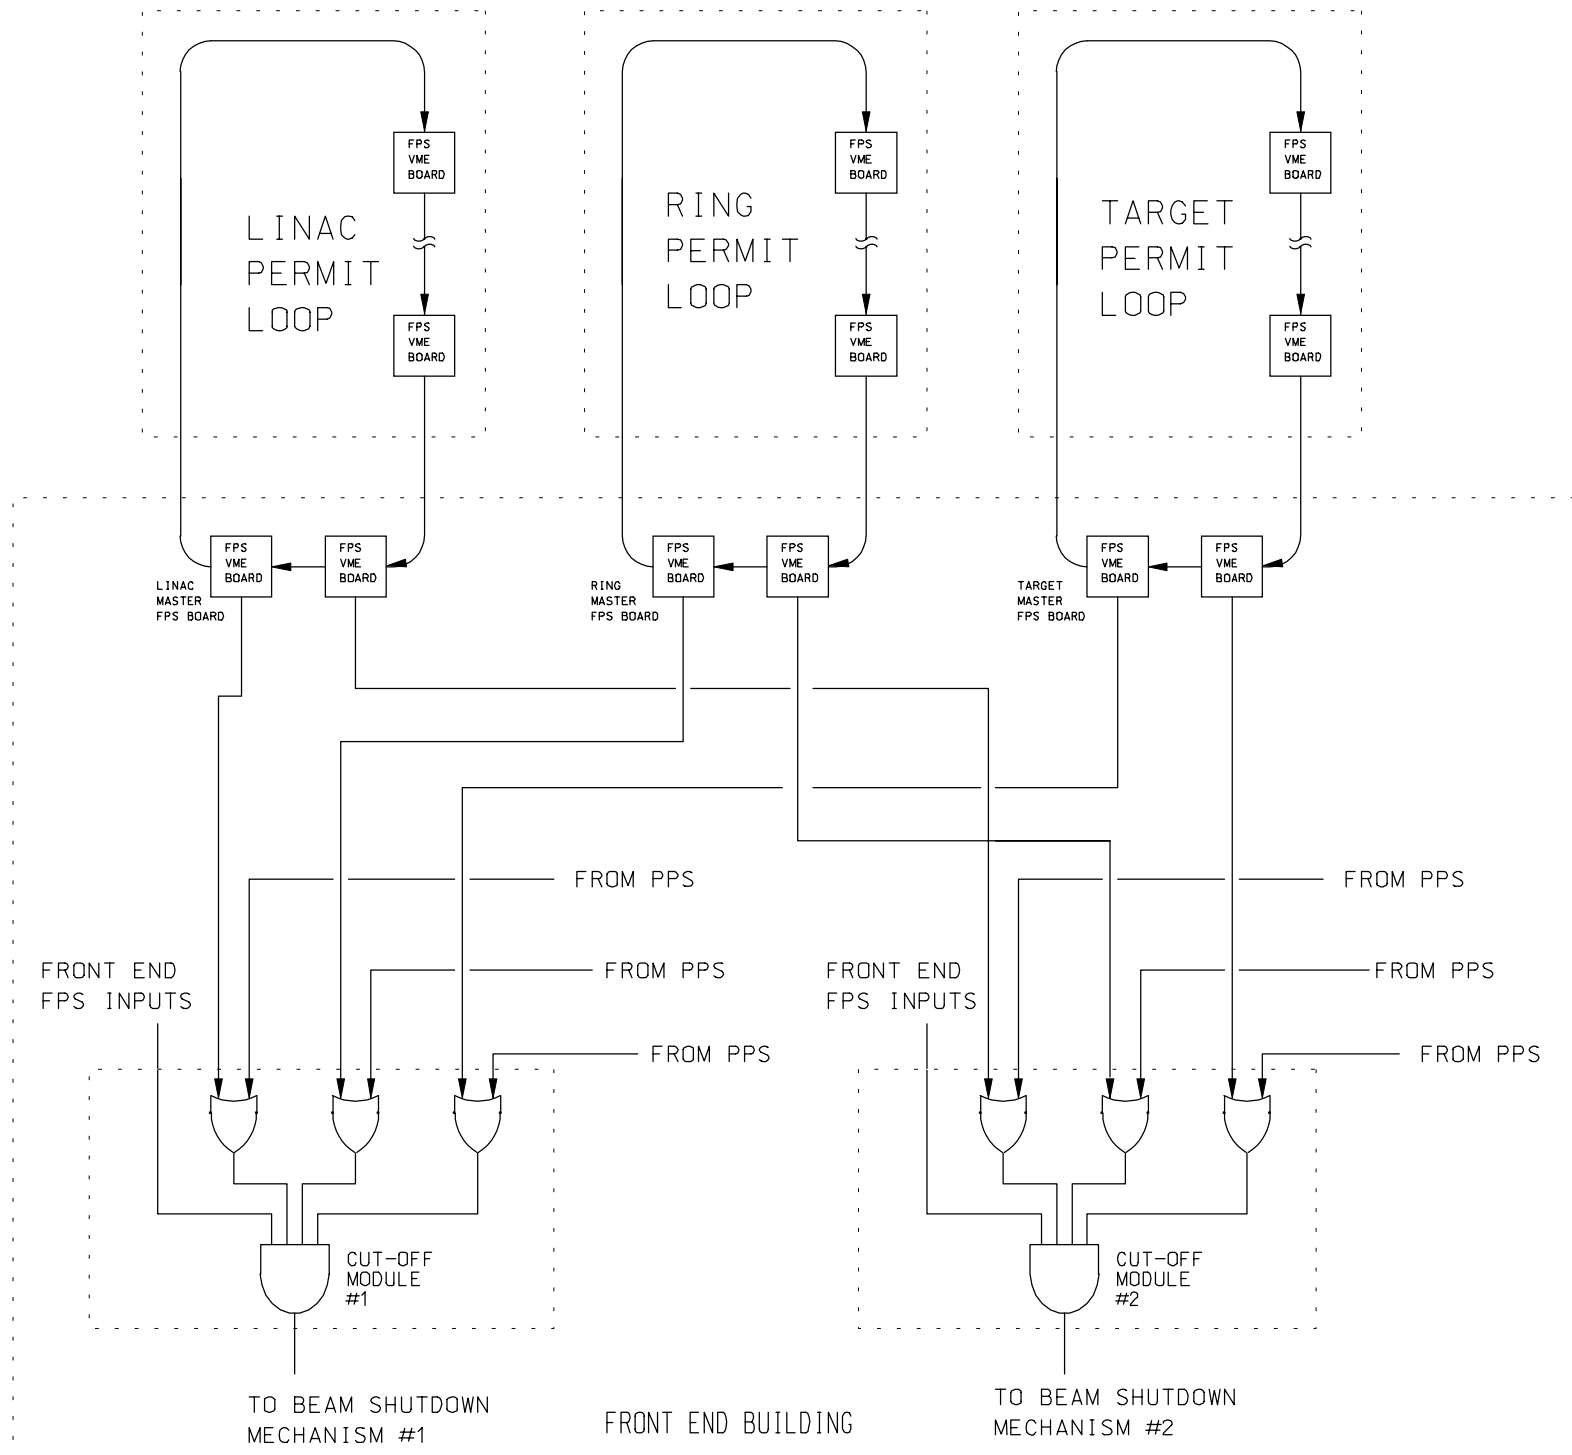 FPS
VME
BOARD
FPS
VME
BOARD
FPS
VME
BOARD
LINAC
PERMIT
LOOP
RING
PERMIT
LOOP
TARGET
PERMIT
LOOP
FPS
VME
BOARD
FPS
VME
BOARD
FPS
VME
BOARD
FPS
VME
BOARD
FPS
VME
BOARD
FPS
VME
BOARD
FPS
VME
BOARD
FPS
VME
BOARD
FPS
VME
BOARD
LINAC
MASTER
FPS BOARD
RING
MASTER
FPS BOARD
TARGET
MASTER
FPS BOARD
FROM PPS
FROM PPS
FRONT END
FPS INPUTS
FROM PPS
FRONT END
FPS INPUTS
FROM PPS
FROM PPS
FROM PPS
CUT-OFF
MODULE
#1
CUT-OFF
MODULE
#2
TO BEAM SHUTDOWN
MECHANISM #1
FRONT END BUILDING
TO BEAM SHUTDOWN
MECHANISM #2